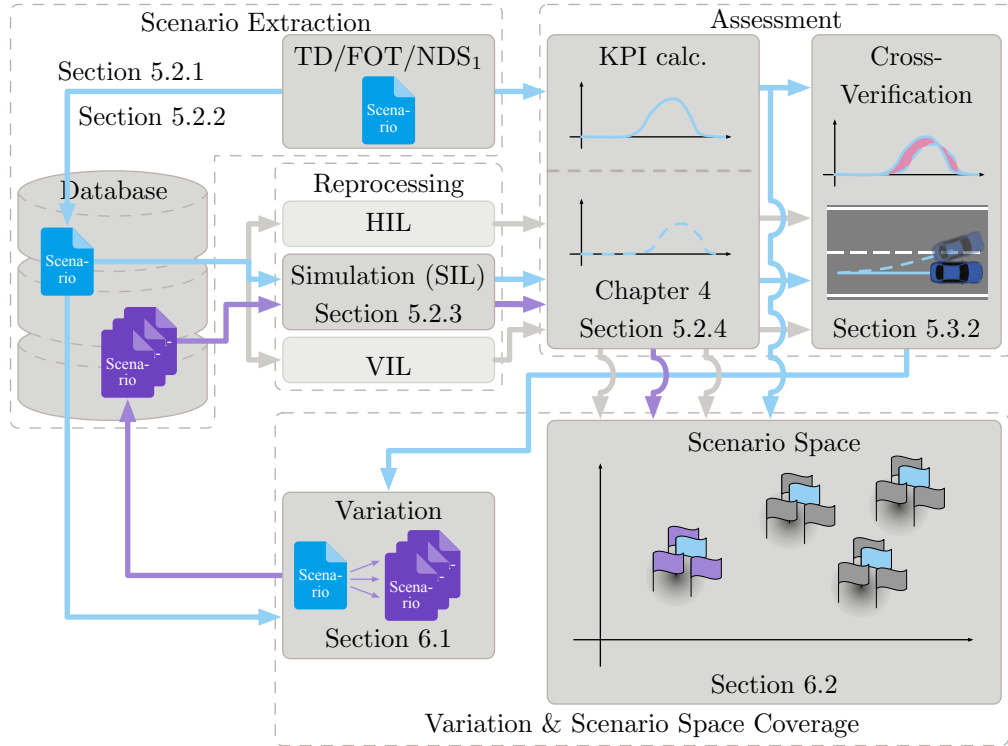 Scenario Extraction
Assessment
TD/FOT/NDS₁
Scena-
rio
Section 5.2.1
Section 5.2.2
KPI calc.
Cross-
Verification
Database
Scena-
rio
Scena-
rio
Reprocessing
HIL
Simulation (SIL)
Section 5.2.3
VIL
Chapter 4
Section 5.2.4
Section 5.3.2
Variation
Scena-
rio
Scena-
rio
Section 6.1
Scenario Space
Section 6.2
Variation & Scenario Space Coverage